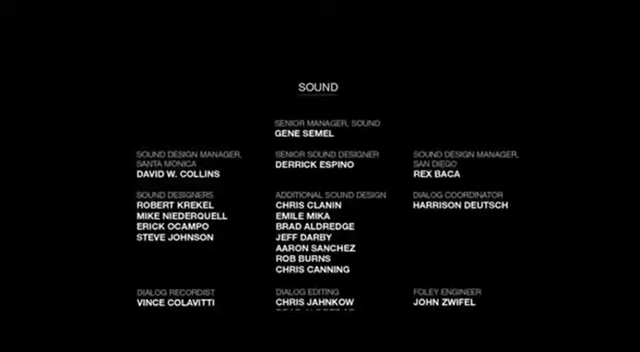 SOUND
SENIOR MANAGER, SOUND
GENE SEMEL
SOUND DESIGN MANAGER,
SANTA MONICA
DAVID W. COLLINS
SENIOR SOUND DESIGNER
DERRICK ESPINO
SOUND DESIGN MANAGER,
SAN DIEGO
REX BACA
SOUND DESIGNERS
ROBERT KREKEL
MIKE NIEDERQUELL
ERICK OCAMPO
STEVE JOHNSON
ADDITIONAL SOUND DESIGN
CHRIS CLANIN
EMILE MIKA
BRAD ALDREDGE
JEFF DARBY
AARON SANCHEZ
ROB BURNS
CHRIS CANNING
DIALOG COORDINATOR
HARRISON DEUTSCH
DIALOG RECORDIST
VINCE COLAVITTI
DIALOG EDITING
CHRIS JAHNKOW
FOLEY ENGINEER
JOHN ZWIFEL